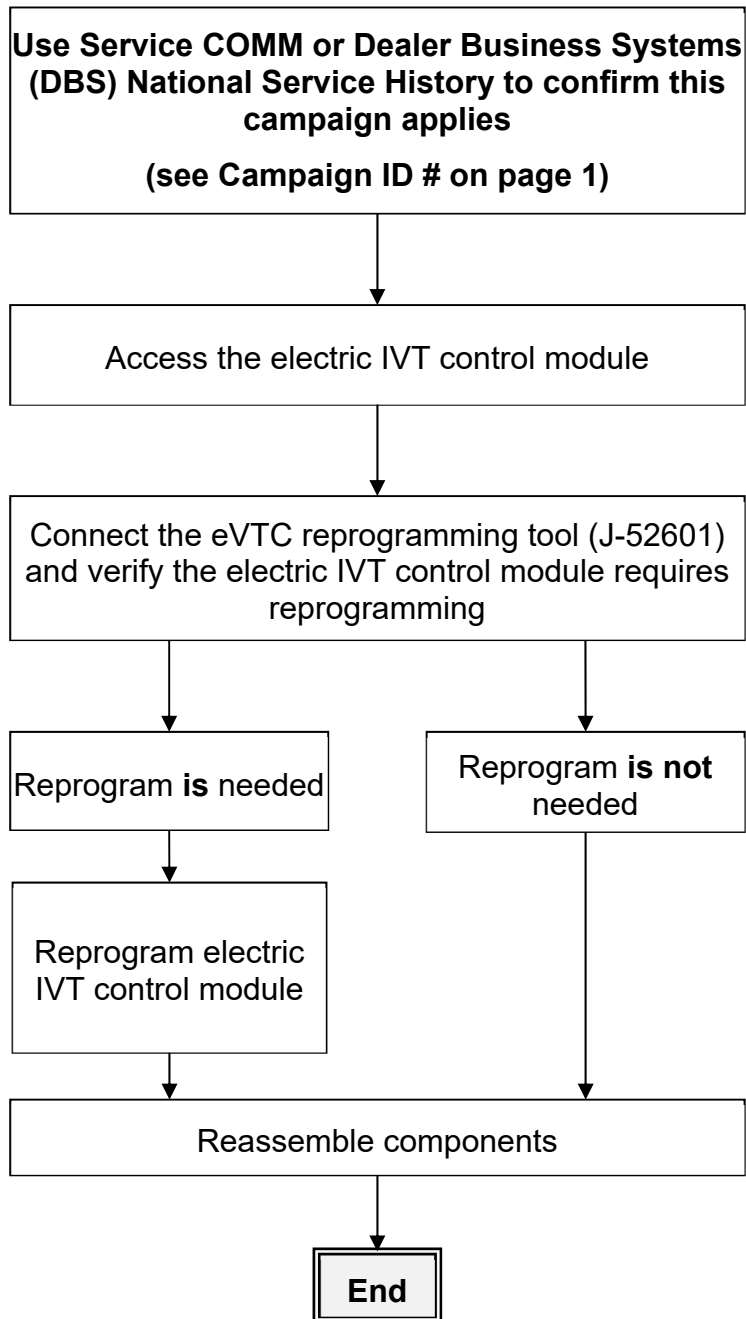 Use Service COMM or Dealer Business Systems
(DBS) National Service History to confirm this
campaign applies
(see Campaign ID # on page 1)
Access the electric IVT control module
Connect the eVTC reprogramming tool (J-52601)
and verify the electric IVT control module requires
reprogramming
Reprogram is needed
Reprogram is not
needed
Reprogram electric
IVT control module
Reassemble components
End